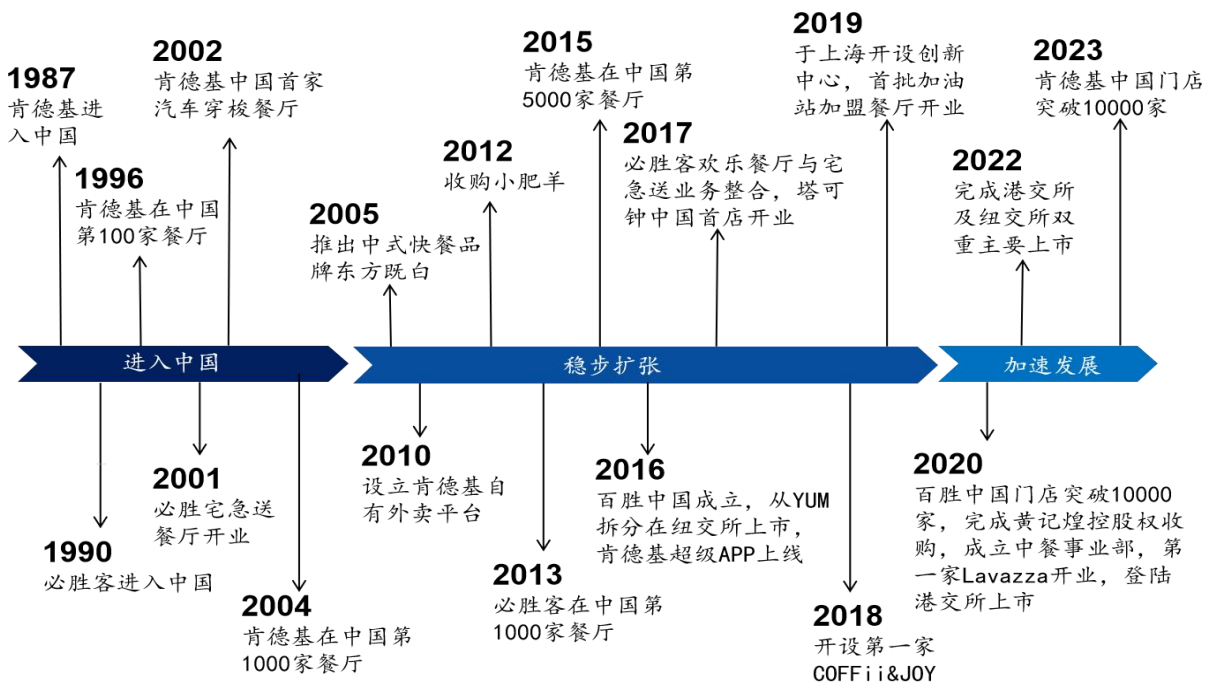 1987
肯德基进
入中国
1996
肯德基在中国
第100家餐厅
2002
肯德基中国首家
汽车穿梭餐厅
2005
推出中式快餐品
牌东方既白
2012
收购小肥羊
2015
肯德基在中国第
5000家餐厅
2017
必胜客欢乐餐厅与宅
急送业务整合，塔可
钟中国首店开业
2019
于上海开设创新
中心，首批加油
站加盟餐厅开业
2022
完成港交所
及纽交所双
重主要上市
2023
肯德基中国门店
突破10000家
进入中国
稳步扩张
加速发展
1990
必胜客进入中国
2001
必胜宅急送
餐厅开业
2004
肯德基在中国第
1000家餐厅
2010
设立肯德基自
有外卖平台
2013
必胜客在中国第
1000家餐厅
2016
百胜中国成立，从YUM
拆分在纽交所上市，
肯德基超级APP上线
2018
开设第一家
COFFii&JOY
2020
百胜中国门店突破10000
家，完成黄记煌控股权收
购，成立中餐事业部，第
一家Lavazza开业，登陆
港交所上市